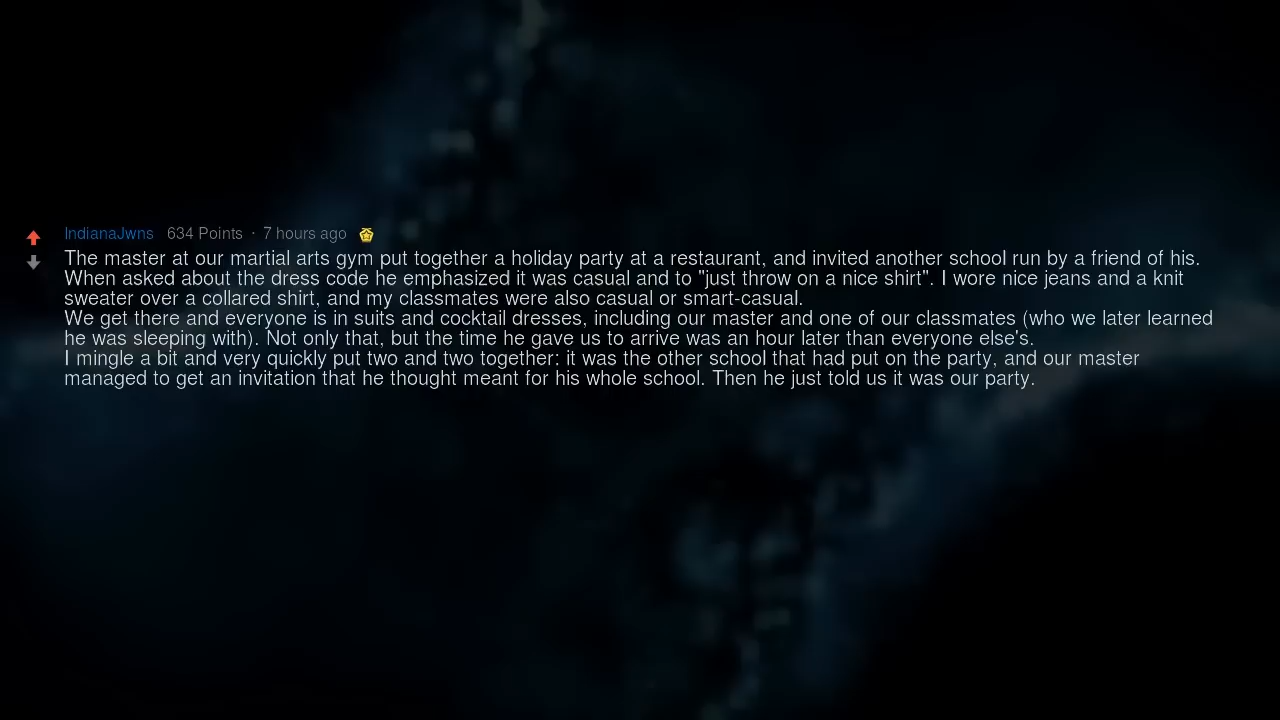 IndianaJwns 634 Points · 7 hours ago
The master at our martial arts gym put together a holiday party at a restaurant, and invited another school run by a friend of his.
When asked about the dress code he emphasized it was casual and to "just throw on a nice shirt". I wore nice jeans and a knit
sweater over a collared shirt, and my classmates were also casual or smart-casual.
We get there and everyone is in suits and cocktail dresses, including our master and one of our classmates (who we later learned
he was sleeping with). Not only that, but the time he gave us to arrive was an hour later than everyone else's.
I mingle a bit and very quickly put two and two together: it was the other school that had put on the party, and our master
managed to get an invitation that he thought meant for his whole school. Then he just told us it was our party.